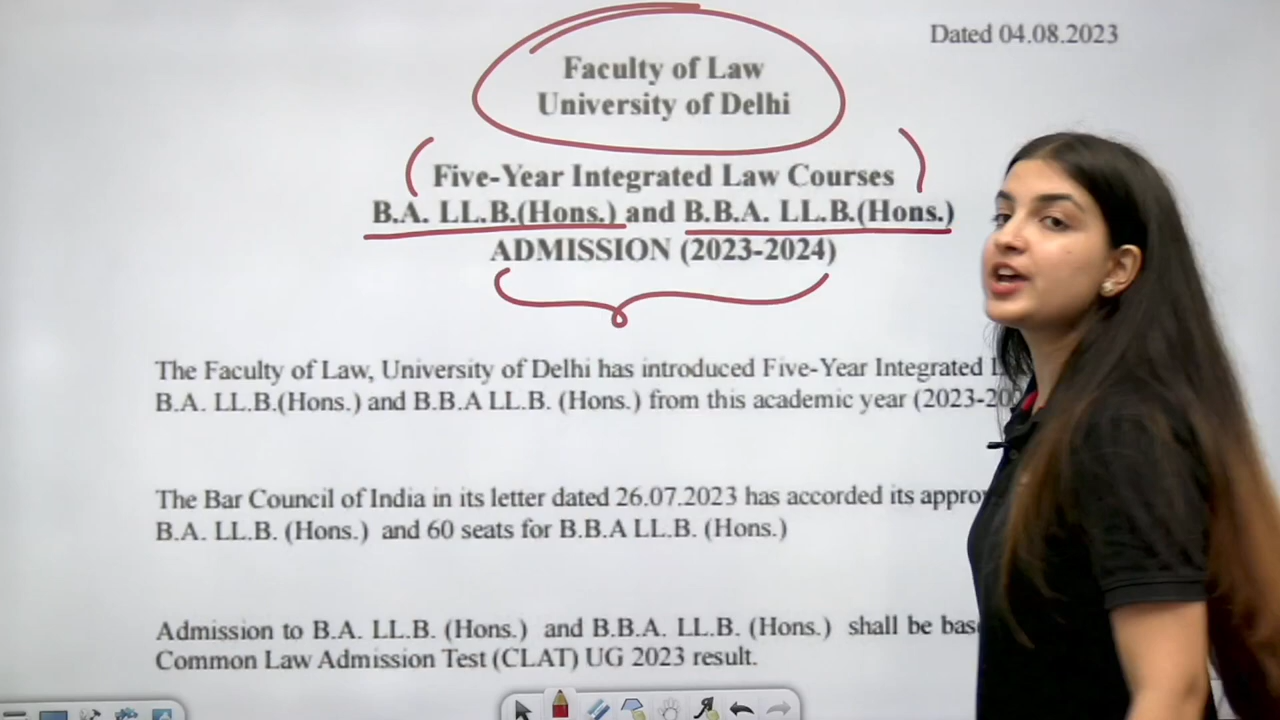 Dated 04.08.2023
Faculty of Law
University of Delhi
Five-Year Integrated Law Courses
B.A. LL.B.(Hons.) and B.B.A. LL.B.(Hons.)
ADMISSION (2023-2024)
The Faculty of Law, University of Delhi has introduced Five-Year Integrated
B.A. LL.B.(Hons.) and B.B.A LL.B. (Hons.) from this academic year
The Bar Council of India in its letter dated 26.07.2023 has accorded its
B.A. LL.B. (Hons.) and 60 seats for B.B.A LL.B. (Hons.)
Admission to B.A. LL.B. (Hons.) and B.B.A. LL.B. (Hons.) shall be
Common Law Admission Test (CLAT) UG 2023 result.